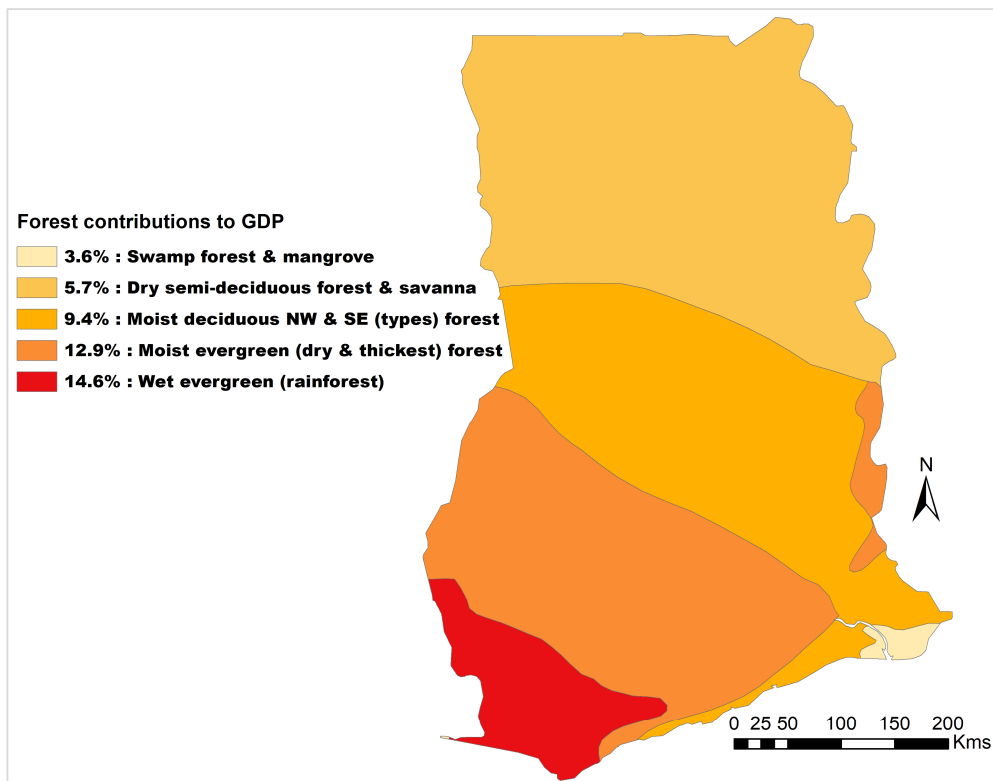 Forest contributions to GDP
3.6% : Swamp forest & mangrove
5.7% : Dry semi-deciduous forest & savanna
9.4% : Moist deciduous NW & SE (types) forest
12.9% : Moist evergreen (dry & thickest) forest
14.6% : Wet evergreen (rainforest)
N
0 25 50 100 150 200
Kms